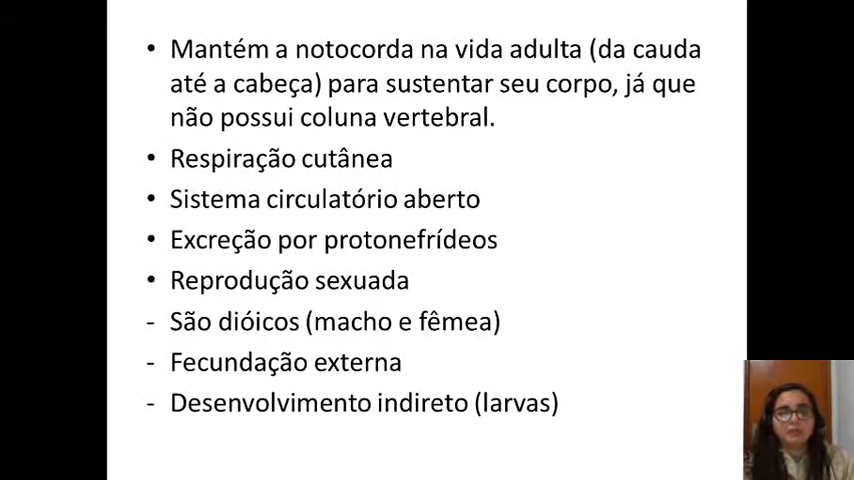 • Mantém a notocorda na vida adulta (da cauda
até a cabeça) para sustentar seu corpo, já que
não possui coluna vertebral.
• Respiração cutânea
• Sistema circulatório aberto
• Excreção por protonefrídeos
• Reprodução sexuada
- São dióicos (macho e fêmea)
- Fecundação externa
- Desenvolvimento indireto (larvas)